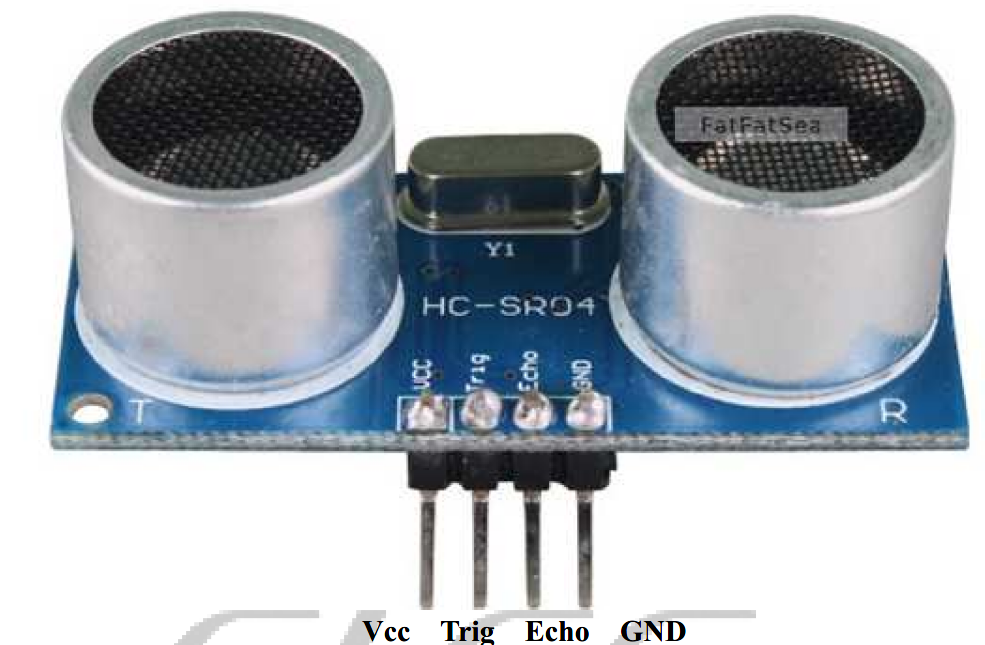 FatFatSea
Y1
HC-SR04
VCC
Trig
Echo
GND
T
R
Vcc Trig Echo GND